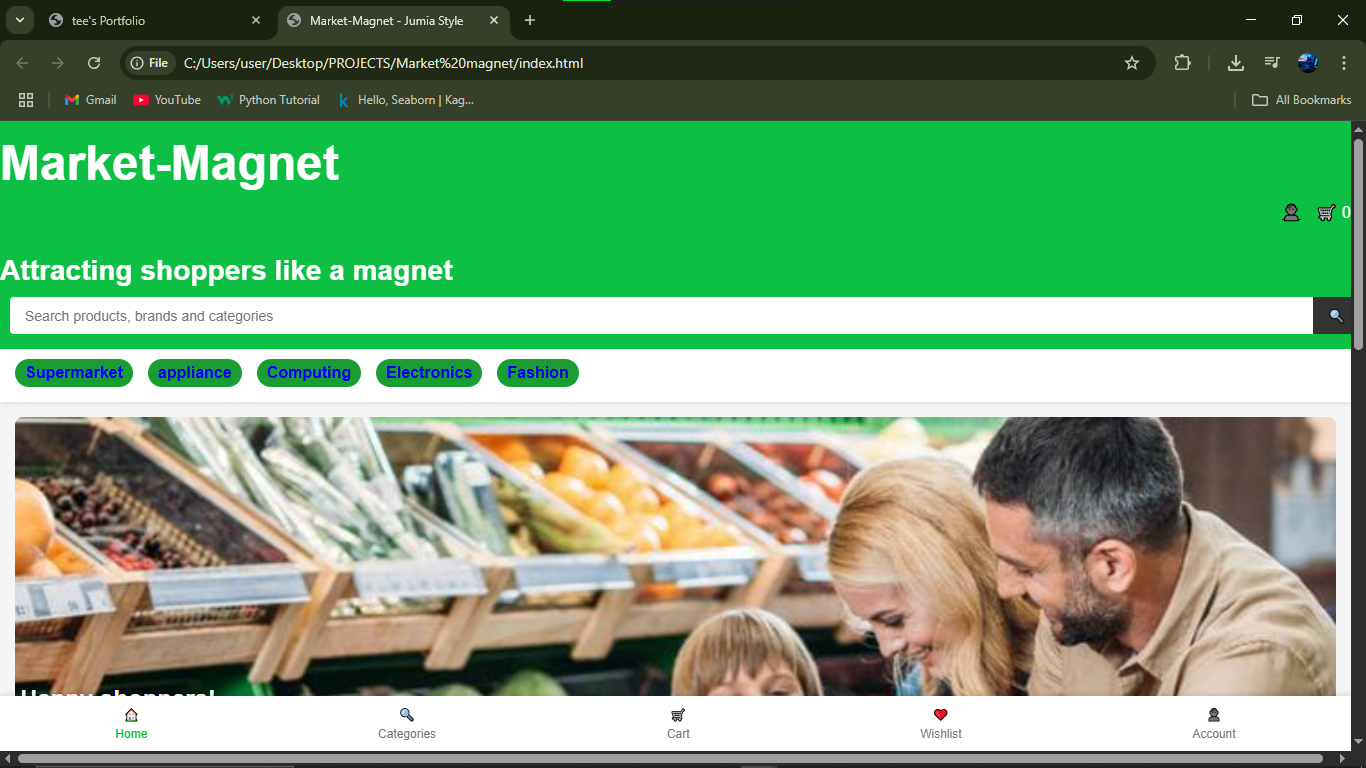 tee's Portfolio
Market-Magnet - Jumia Style
File
C:/Users/user/Desktop/PROJECTS/Market%20magnet/index.html
Gmail
YouTube
Python Tutorial
Hello, Seaborn | Kag...
All Bookmarks
Market-Magnet
0
Attracting shoppers like a magnet
Search products, brands and categories
Supermarket
appliance
Computing
Electronics
Fashion
Happy shoppers!
Home
Categories
Cart
Wishlist
Account